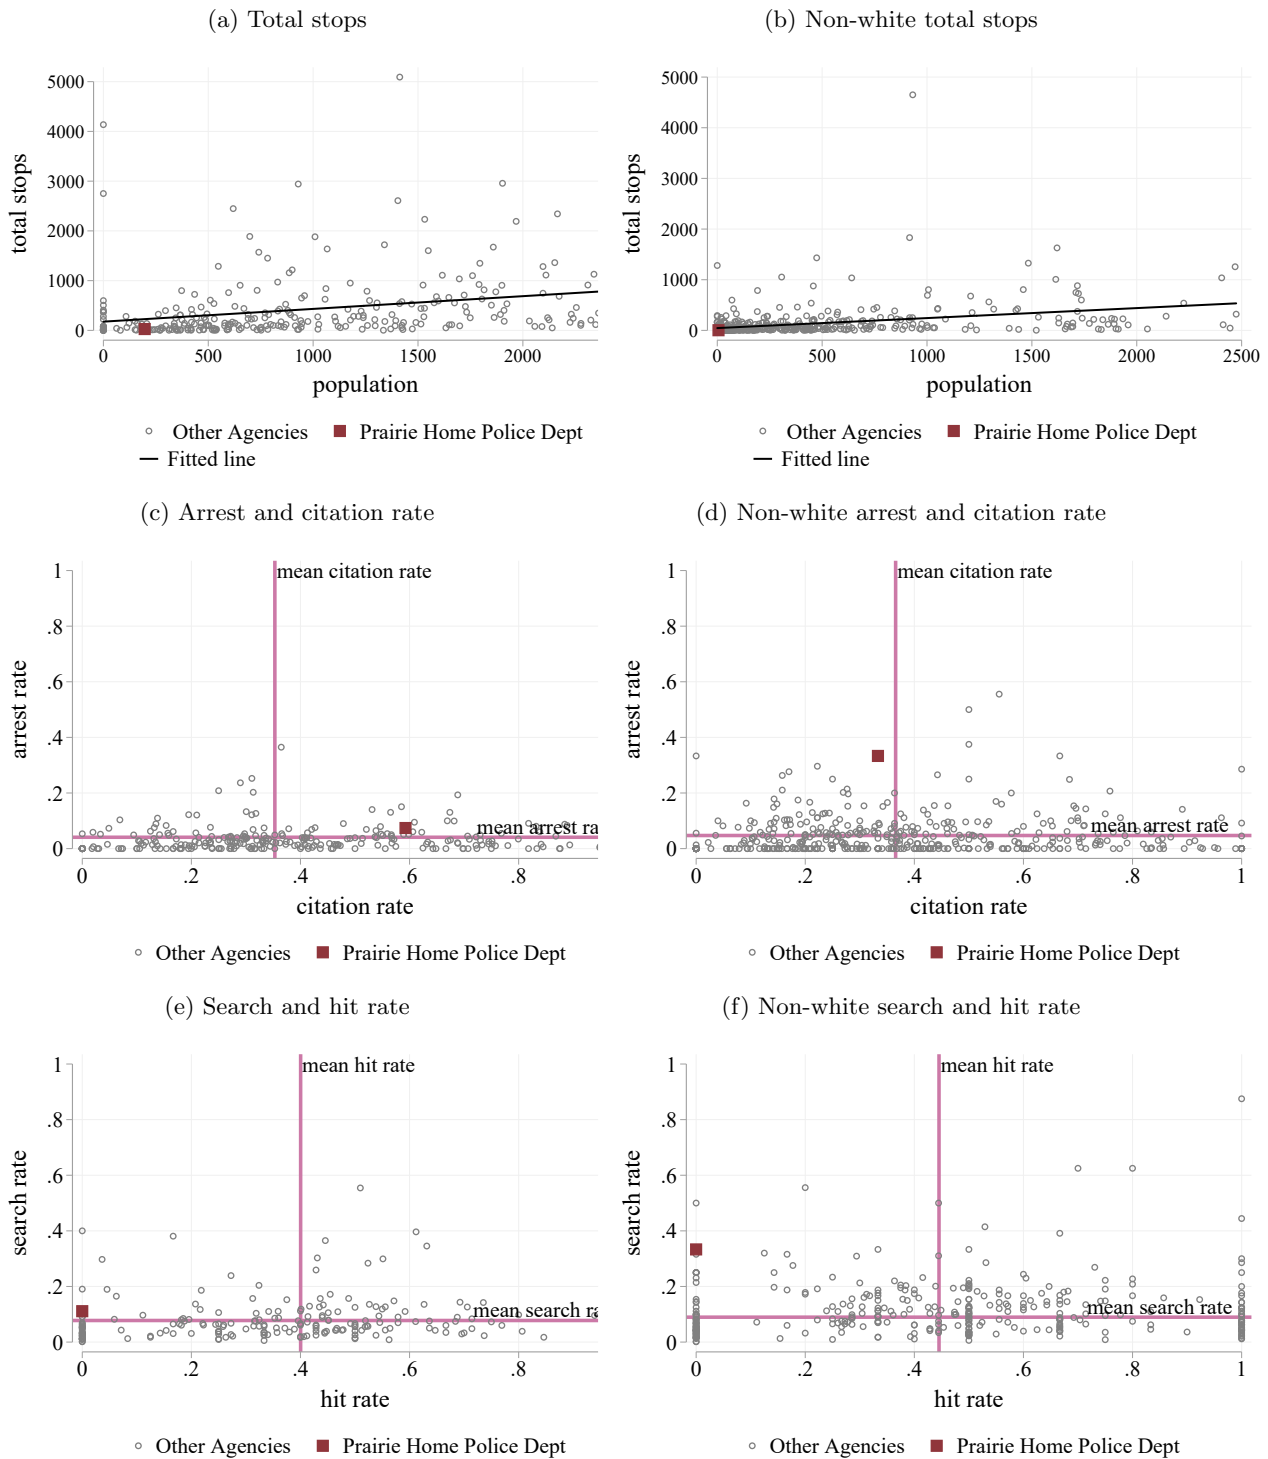 (a) Total stops
total stops
5000
4000
3000
2000
1000
0
0 500 1000 1500 2000
population
Other Agencies Prairie Home Police Dept
Fitted line
(b) Non-white total stops
total stops
5000
4000
3000
2000
1000
0
0 500 1000 1500 2000 2500
population
Other Agencies Prairie Home Police Dept
Fitted line
(c) Arrest and citation rate
arrest rate
1
.8
.6
.4
.2
0
mean citation rate
mean arrest ra
0 .2 .4 .6 .8
citation rate
Other Agencies Prairie Home Police Dept
(d) Non-white arrest and citation rate
arrest rate
1
.8
.6
.4
.2
0
mean citation rate
mean arrest rate
0 .2 .4 .6 .8 1
citation rate
Other Agencies Prairie Home Police Dept
(e) Search and hit rate
search rate
1
.8
.6
.4
.2
0
mean hit rate
mean search ra
0 .2 .4 .6 .8
hit rate
Other Agencies Prairie Home Police Dept
(f) Non-white search and hit rate
search rate
1
.8
.6
.4
.2
0
mean hit rate
mean search rate
0 .2 .4 .6 .8 1
hit rate
Other Agencies Prairie Home Police Dept